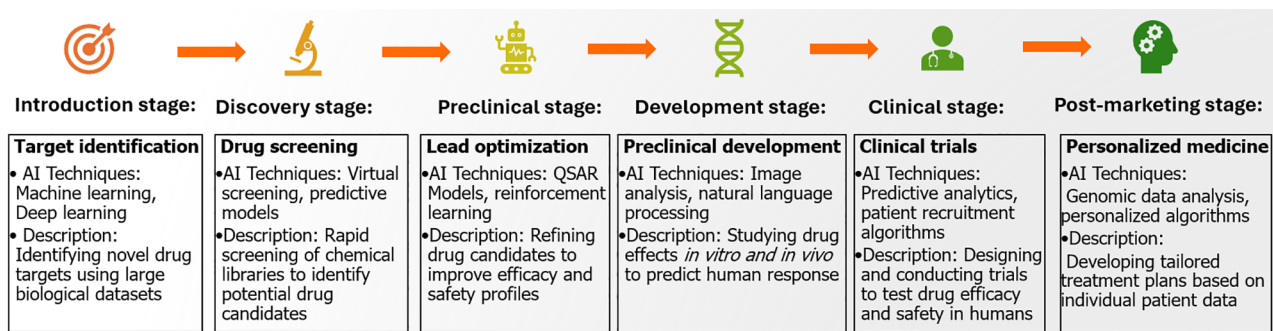 Introduction stage:
Discovery stage:
Preclinical stage:
Development stage:
Clinical stage:
Post-marketing stage:
Target identification
• AI Techniques:
Machine learning,
Deep learning
• Description:
Identifying novel drug
targets using large
biological datasets
Drug screening
•AI Techniques: Virtual
screening, predictive
models
•Description: Rapid
screening of chemical
libraries to identify
potential drug
candidates
Lead optimization
•AI Techniques: QSAR
Models, reinforcement
learning
•Description: Refining
drug candidates to
improve efficacy and
safety profiles
Preclinical development
•AI Techniques: Image
analysis, natural language
processing
•Description: Studying drug
effects in vitro and in vivo
to predict human response
Clinical trials
•AI Techniques:
Predictive analytics,
patient recruitment
algorithms
•Description: Designing
and conducting trials
to test drug efficacy
and safety in humans
Personalized medicine
•AI Techniques:
Genomic data analysis,
personalized algorithms
•Description:
Developing tailored
treatment plans based on
individual patient data